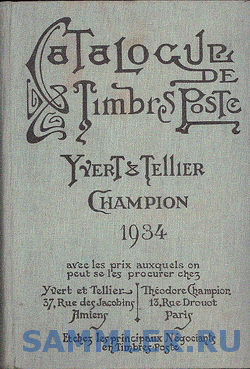 CATALOGUE
DE
TIMBRS POSTE
YVERT & TELLIER
CHAMPION
1934
avec les prix auxquels on
peut se les procurer chez
Yvert et Tellier
37, Rue des Jacobins
Amiens
Théodore Champion
13, Rue Drouot
Paris
Et chez les principaux Négociants
en Timbres Poste
SAMMLER.RU